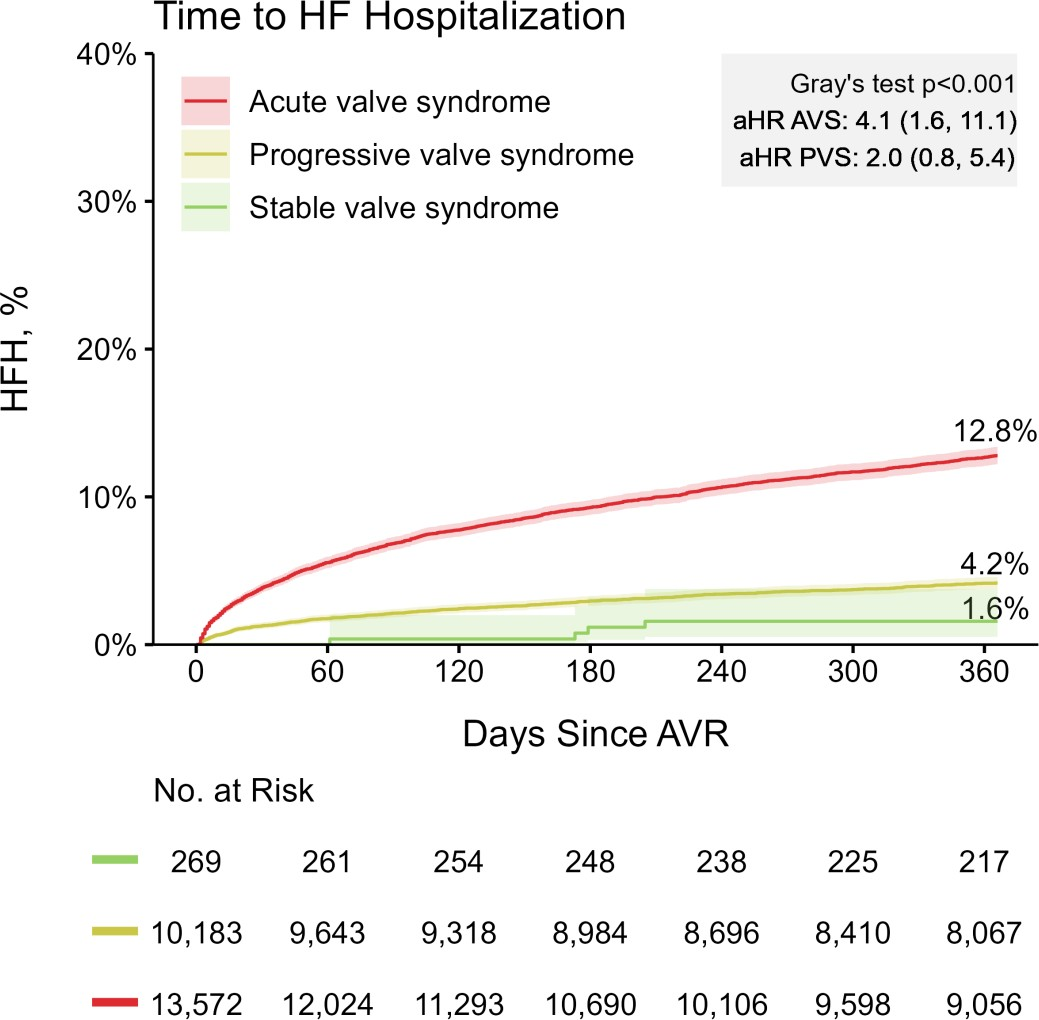 Time to HF Hospitalization
40%
30%
20%
10%
0%
HFH, %
Acute valve syndrome
Progressive valve syndrome
Stable valve syndrome
Gray's test p<0.001
aHR AVS: 4.1 (1.6, 11.1)
aHR PVS: 2.0 (0.8, 5.4)
12.8%
4.2%
1.6%
0 60 120 180 240 300 360
Days Since AVR
No. at Risk
269 261 254 248 238 225 217
10,183 9,643 9,318 8,984 8,696 8,410 8,067
13,572 12,024 11,293 10,690 10,106 9,598 9,056